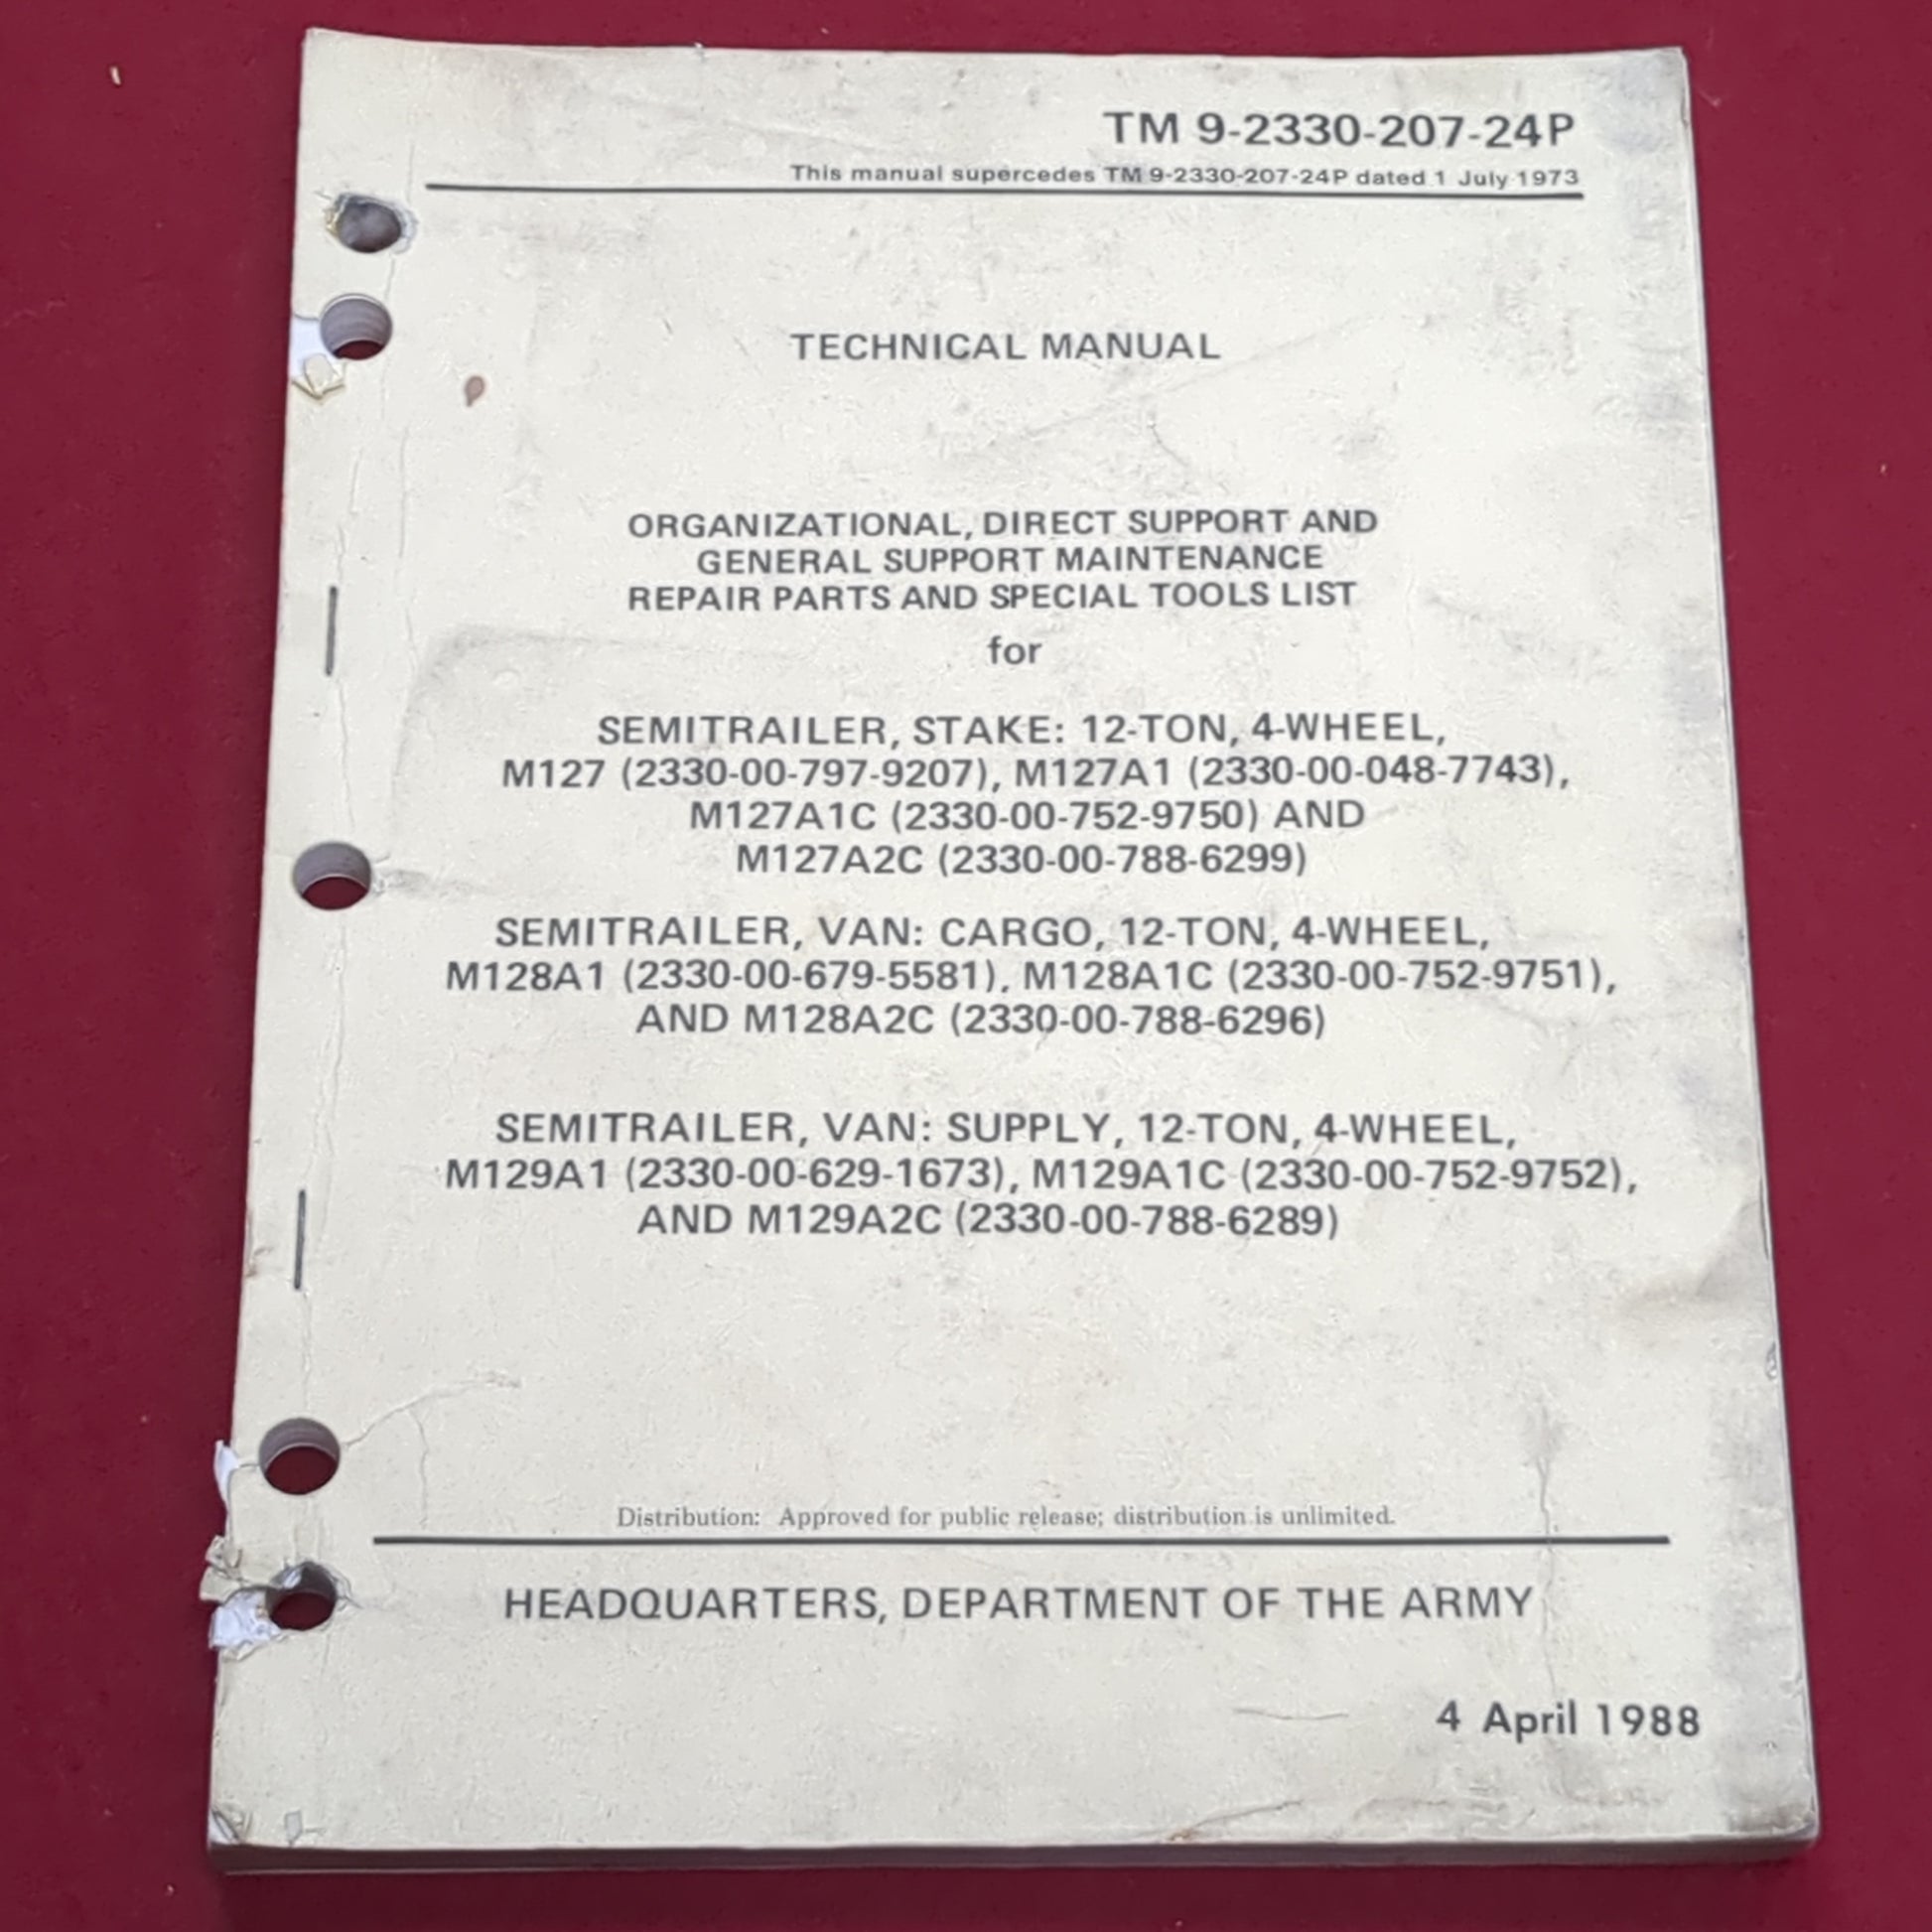 TM 9-2330-207-24P
This manual supercedes TM 9-2330-207-24P dated 1 July 1973
TECHNICAL MANUAL
ORGANIZATIONAL, DIRECT SUPPORT AND
GENERAL SUPPORT MAINTENANCE
REPAIR PARTS AND SPECIAL TOOLS LIST
for
SEMITRAILER, STAKE: 12-TON, 4-WHEEL,
M127 (2330-00-797-9207), M127A1 (2330-00-048-7743),
M127A1C (2330-00-752-9750) AND
M127A2C (2330-00-788-6299)
SEMITRAILER, VAN: CARGO, 12-TON, 4-WHEEL,
M128A1 (2330-00-679-5581), M128A1C (2330-00-752-9751),
AND M128A2C (2330-00-788-6296)
SEMITRAILER, VAN: SUPPLY, 12-TON, 4-WHEEL,
M129A1 (2330-00-629-1673), M129A1C (2330-00-752-9752),
AND M129A2C (2330-00-788-6289)
Distribution: Approved for public release; distribution is unlimited.
HEADQUARTERS, DEPARTMENT OF THE ARMY
4 April 1988